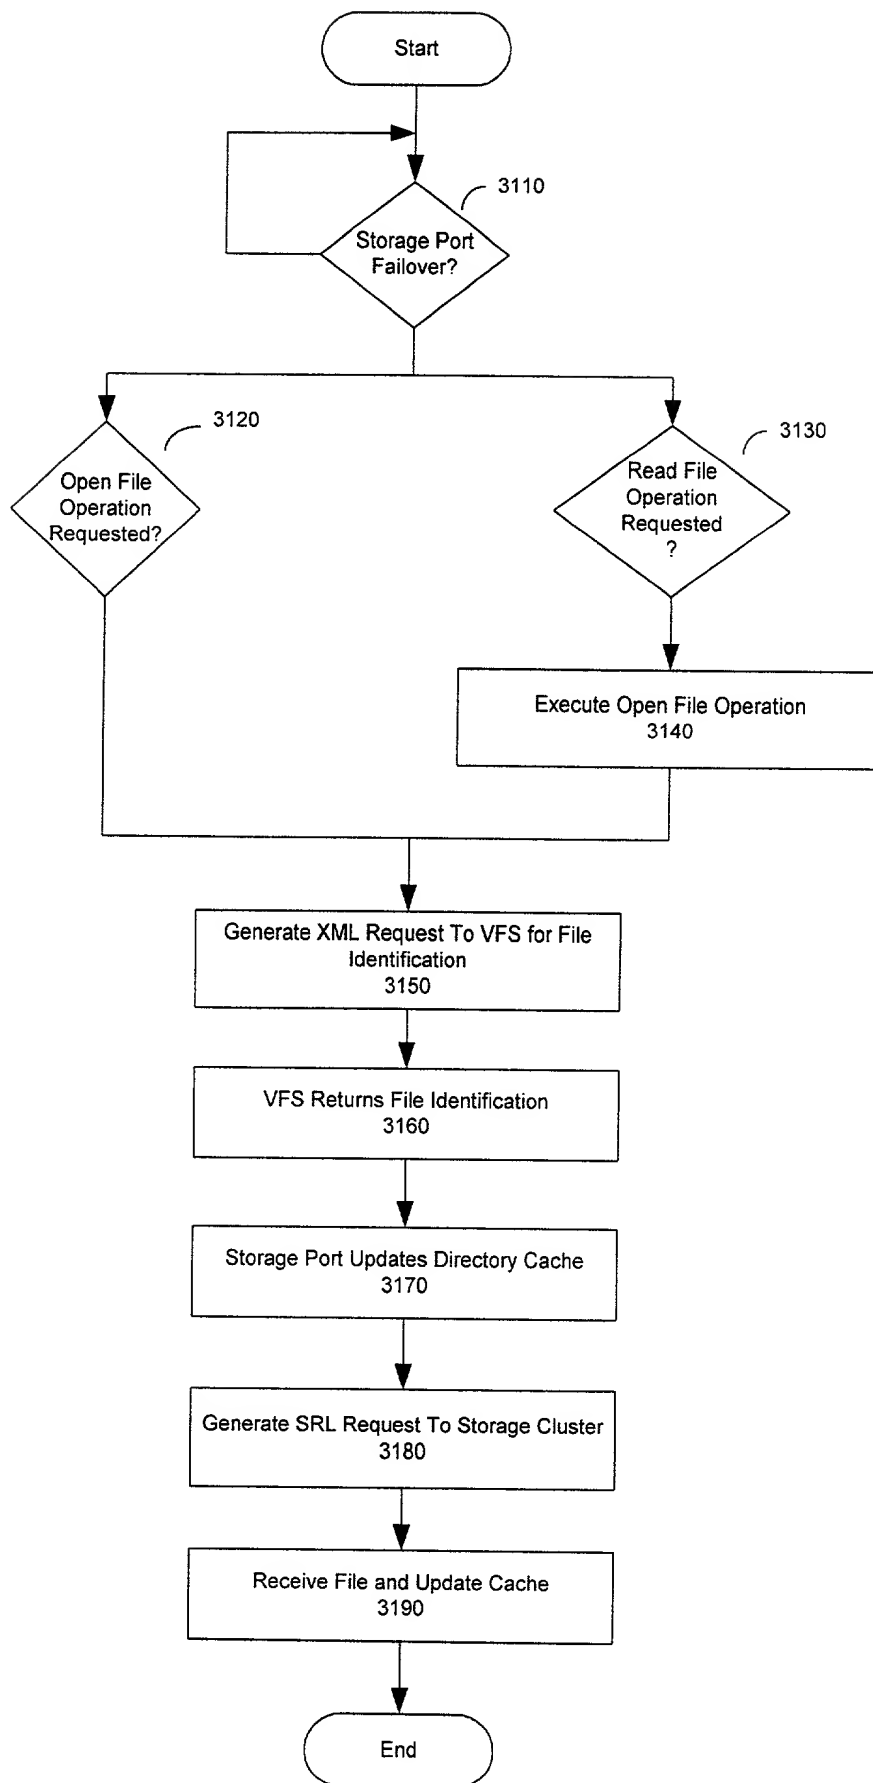 Start
3110
Storage Port
Failover?
3120
3130
Open File
Operation
Requested?
Read File
Operation
Requested
?
Execute Open File Operation
3140
Generate XML Request To VFS for File
Identification
3150
VFS Returns File Identification
3160
Storage Port Updates Directory Cache
3170
Generate SRL Request To Storage Cluster
3180
Receive File and Update Cache
3190
End